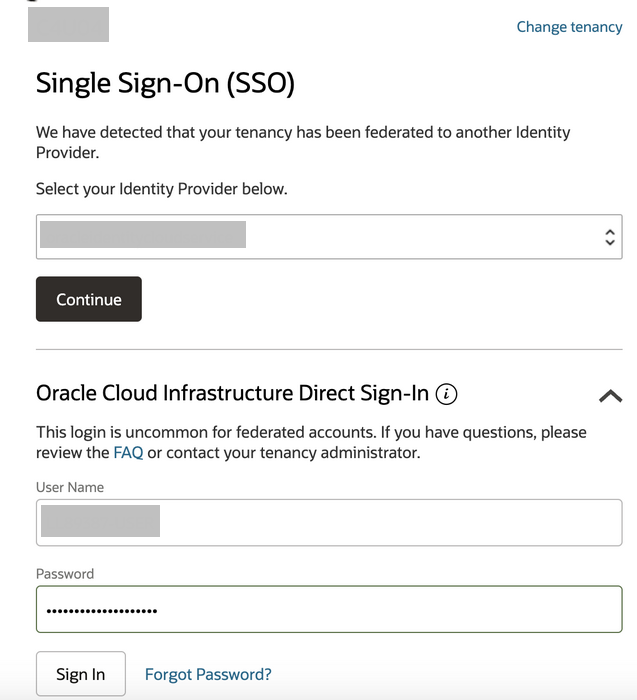 Change tenancy
Single Sign-On (SSO)
We have detected that your tenancy has been federated to another Identity
Provider.
Select your Identity Provider below.
Continue
Oracle Cloud Infrastructure Direct Sign-In i
This login is uncommon for federated accounts. If you have questions, please
review the FAQ or contact your tenancy administrator.
User Name
Password
Sign In Forgot Password?